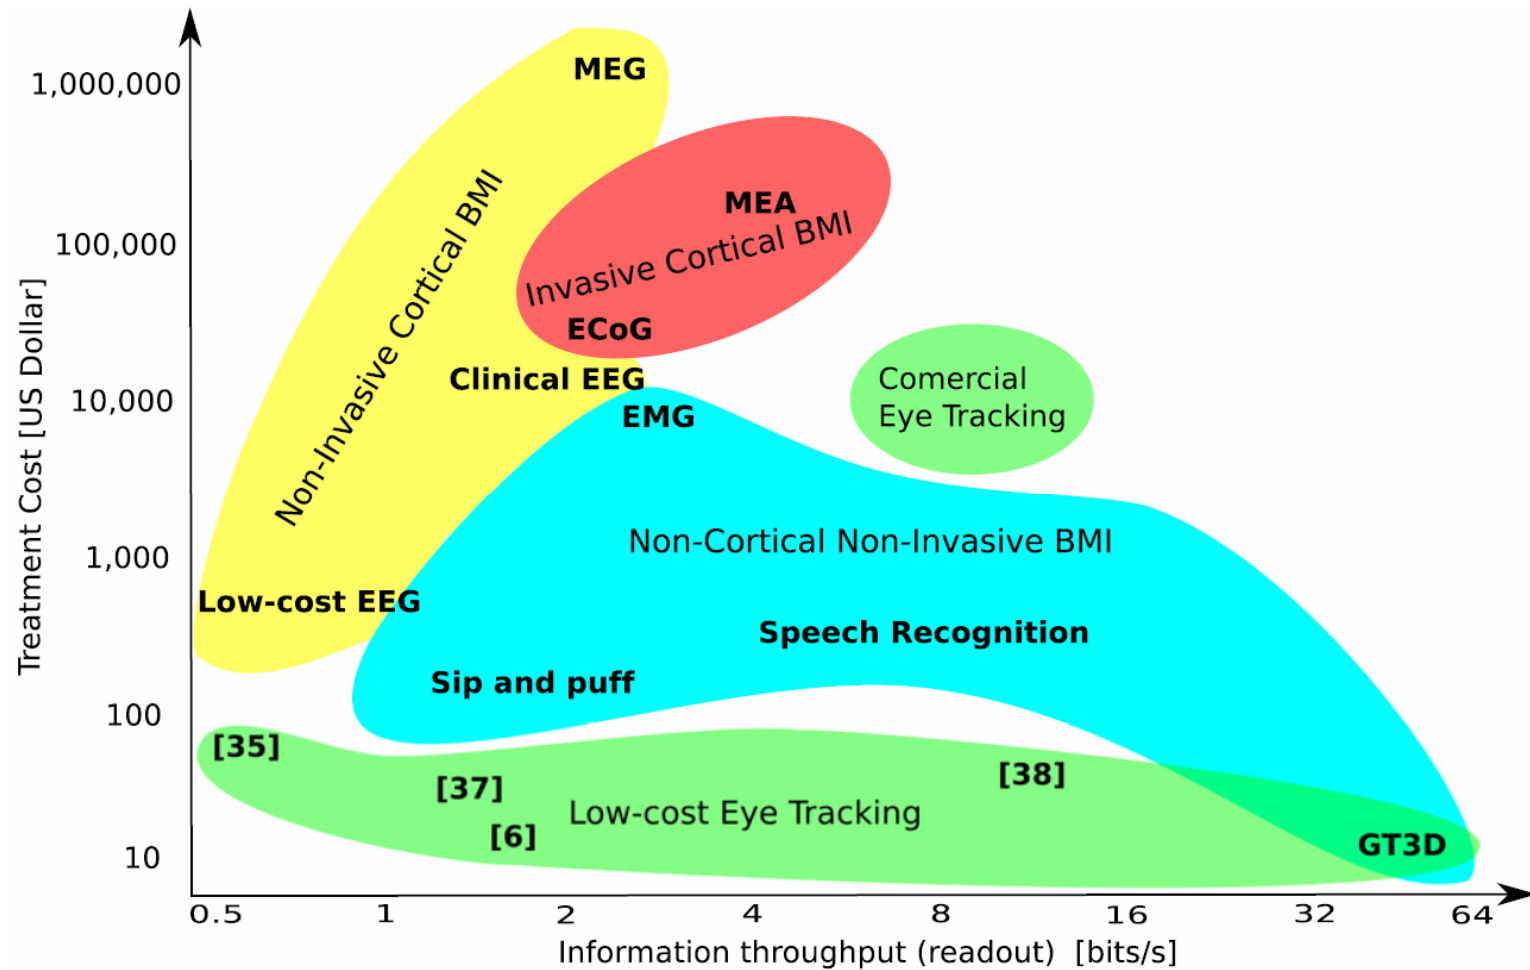 1,000,000
100,000
10,000
1,000
100
10
Treatment Cost [US Dollar]
MEG
Non-Invasive Cortical BMI
MEA
Invasive Cortical BMI
ECoG
Clinical EEG
EMG
Comercial
Eye Tracking
Non-Cortical Non-Invasive BMI
Low-cost EEG
Speech Recognition
Sip and puff
[35]
[37]
[38]
[6]
Low-cost Eye Tracking
GT3D
0.5 1 2 4 8 16 32 64
Information throughput (readout) [bits/s]